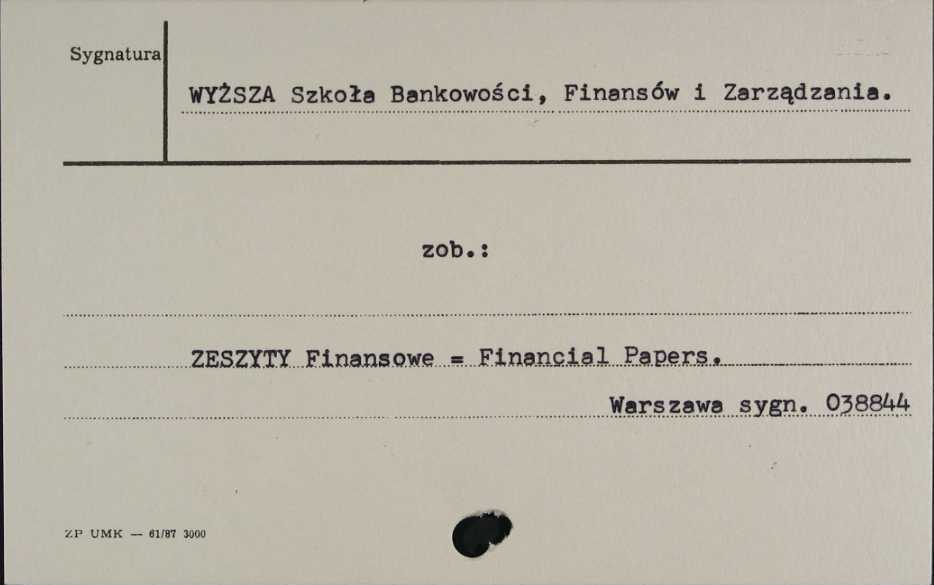 Sygnatura
WYŻSZA Szkoła Bankowości, Finansów i Zarządzania.
zob.:
ZESZYTY Finansowe = Financial Papers.
Warszawa sygn. 038844
ZP UMK — 61/87 3000